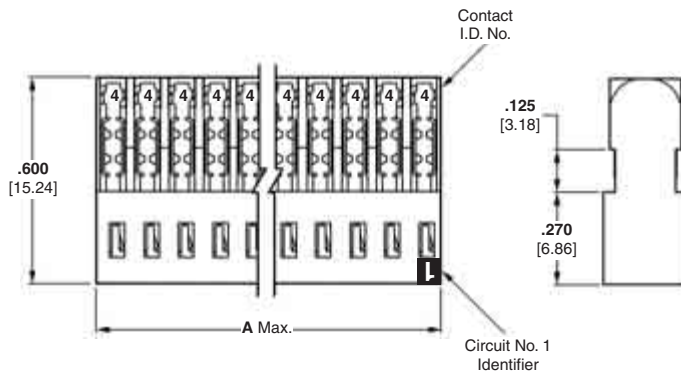 Contact
I.D. No.
4 4 4 4 4 4 4 4 4 4
.600
[15.24]
.125
[3.18]
.270
[6.86]
1
A Max.
Circuit No. 1
Identifier